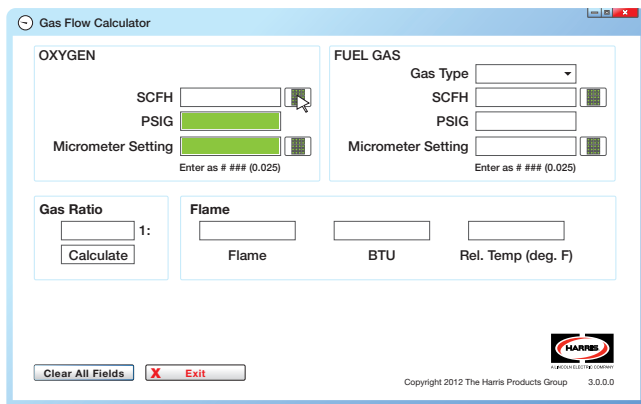 Gas Flow Calculator
OXYGEN
SCFH
PSIG
Micrometer Setting
Enter as # ### (0.025)
FUEL GAS
Gas Type
SCFH
PSIG
Micrometer Setting
Enter as # ### (0.025)
Gas Ratio
1:
Calculate
Flame
Flame BTU Rel. Temp (deg. F)
Clear All Fields X Exit
HARRIS
A LINCOLN ELECTRIC COMPANY
Copyright 2012 The Harris Products Group 3.0.0.0